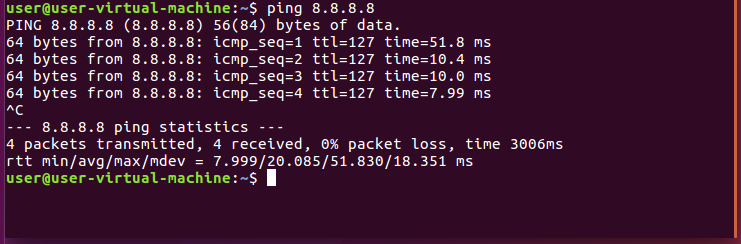 user@user-virtual-machine:~$ ping 8.8.8.8
PING 8.8.8.8 (8.8.8.8) 56(84) bytes of data.
64 bytes from 8.8.8.8: icmp_seq=1 ttl=127 time=51.8 ms
64 bytes from 8.8.8.8: icmp_seq=2 ttl=127 time=10.4 ms
64 bytes from 8.8.8.8: icmp_seq=3 ttl=127 time=10.0 ms
64 bytes from 8.8.8.8: icmp_seq=4 ttl=127 time=7.99 ms
^C
--- 8.8.8.8 ping statistics ---
4 packets transmitted, 4 received, 0% packet loss, time 3006ms
rtt min/avg/max/mdev = 7.999/20.085/51.830/18.351 ms
user@user-virtual-machine:~$